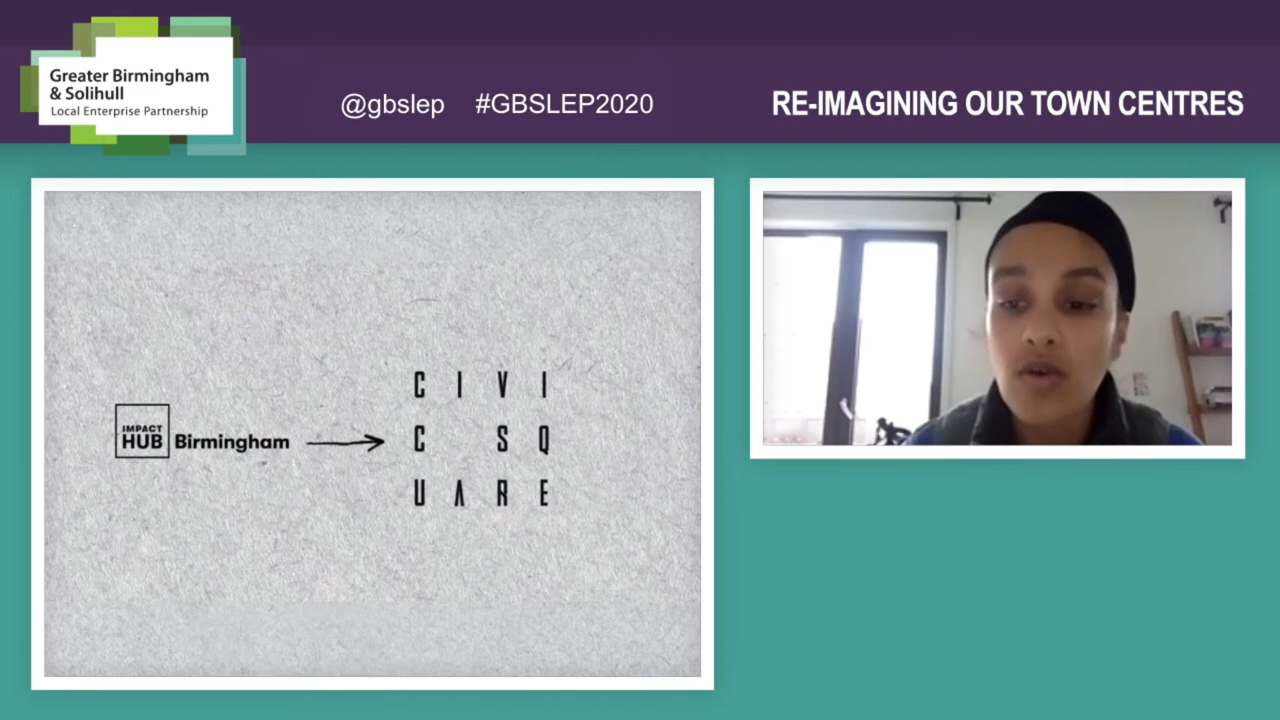 Greater Birmingham
& Solihull
Local Enterprise Partnership
@gbslep #GBSLEP2020
RE-IMAGINING OUR TOWN CENTRES
IMPACT
HUB Birmingham
C I V I
C S Q
U A R E